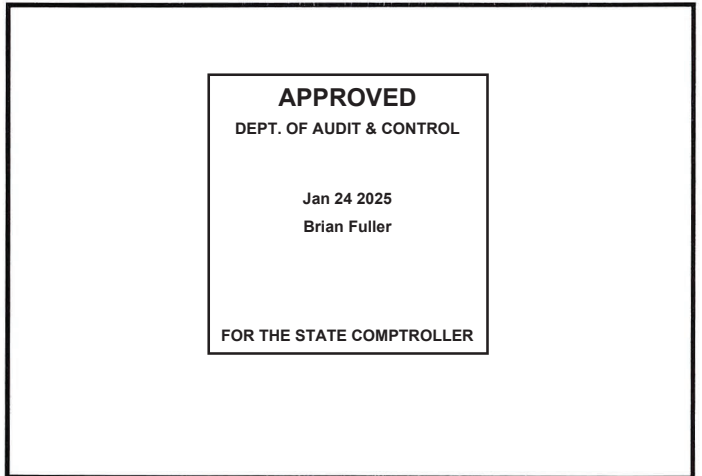 APPROVED
DEPT. OF AUDIT & CONTROL
Jan 24 2025
Brian Fuller
FOR THE STATE COMPTROLLER